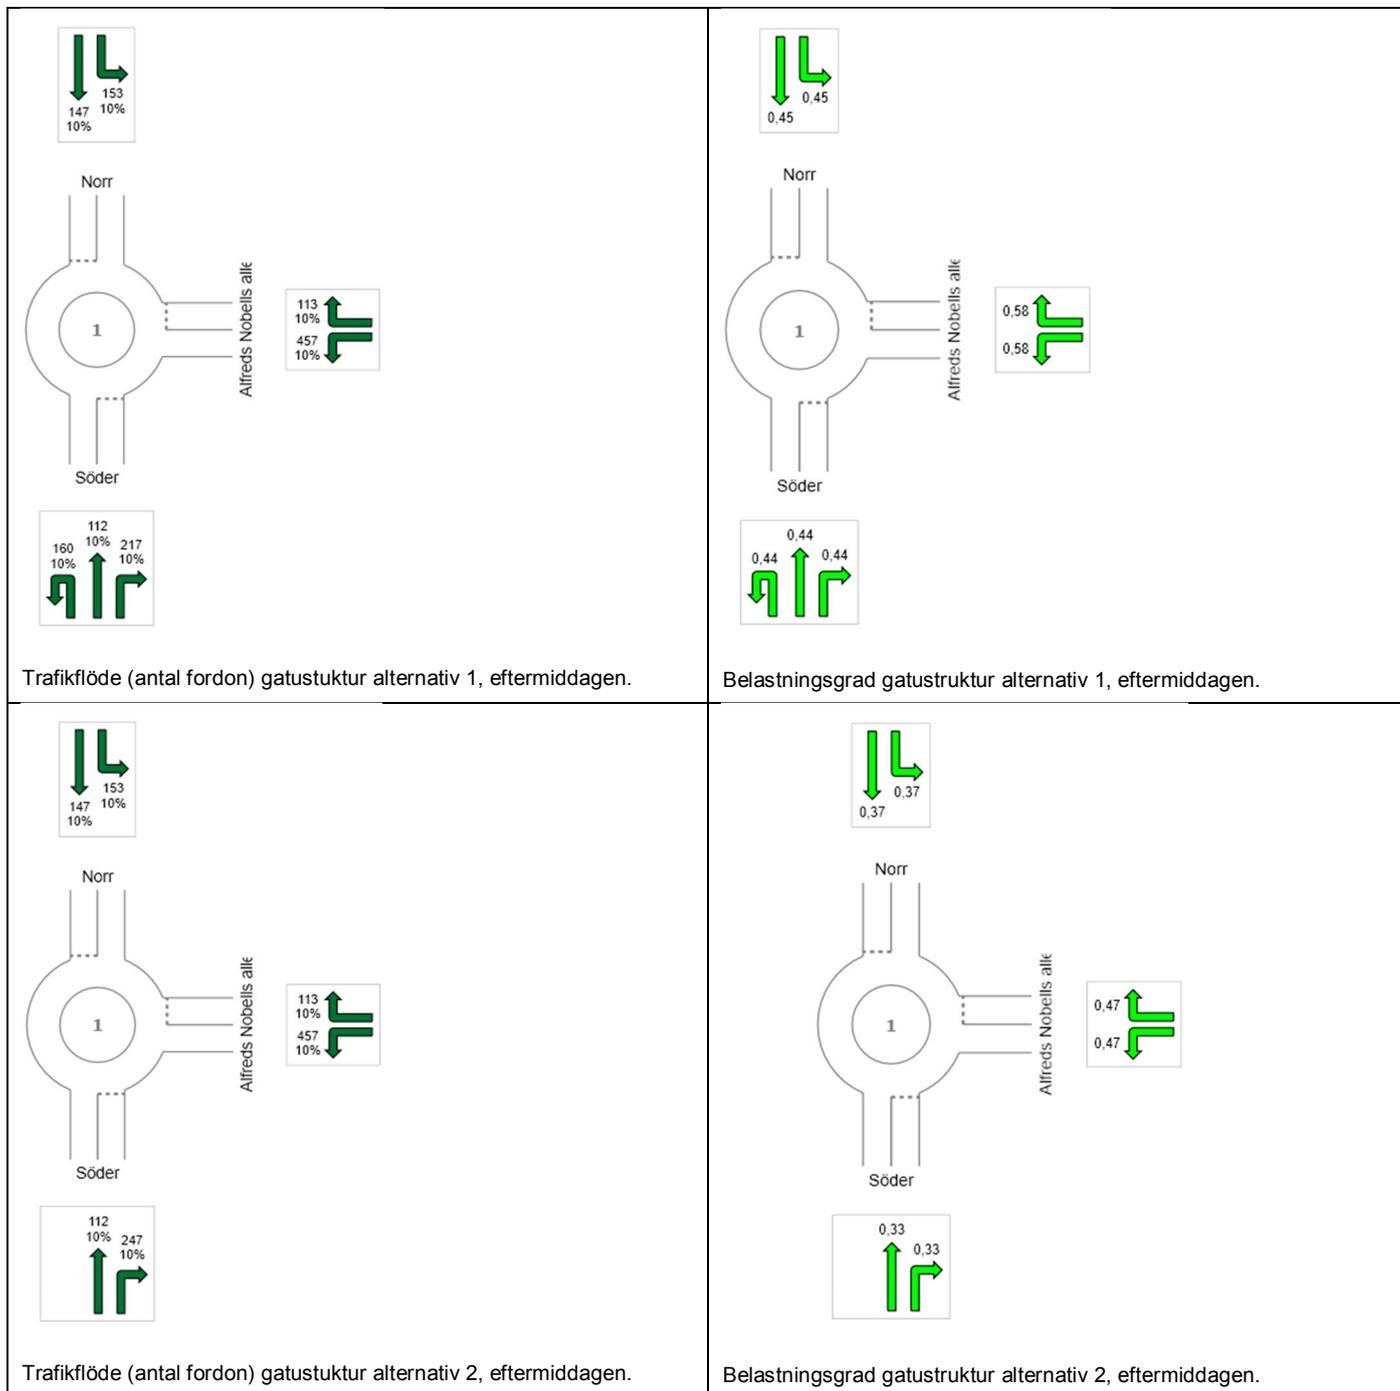 147
10%
153
10%
Norr
1
Alfreds Nobells alle
113
10%
457
10%
Söder
160
10%
112
10%
217
10%
Trafikflöde (antal fordon) gatustuktur alternativ 1, eftermiddagen.
0,45
0,45
Norr
1
Alfreds Nobells alle
0,58
0,58
Söder
0,44
0,44
0,44
Belastningsgrad gatustruktur alternativ 1, eftermiddagen.
147
10%
153
10%
Norr
1
Alfreds Nobells alle
113
10%
457
10%
Söder
112
10%
247
10%
Trafikflöde (antal fordon) gatustuktur alternativ 2, eftermiddagen.
0,37
0,37
Norr
1
Alfreds Nobells alle
0,47
0,47
Söder
0,33
0,33
Belastningsgrad gatustruktur alternativ 2, eftermiddagen.